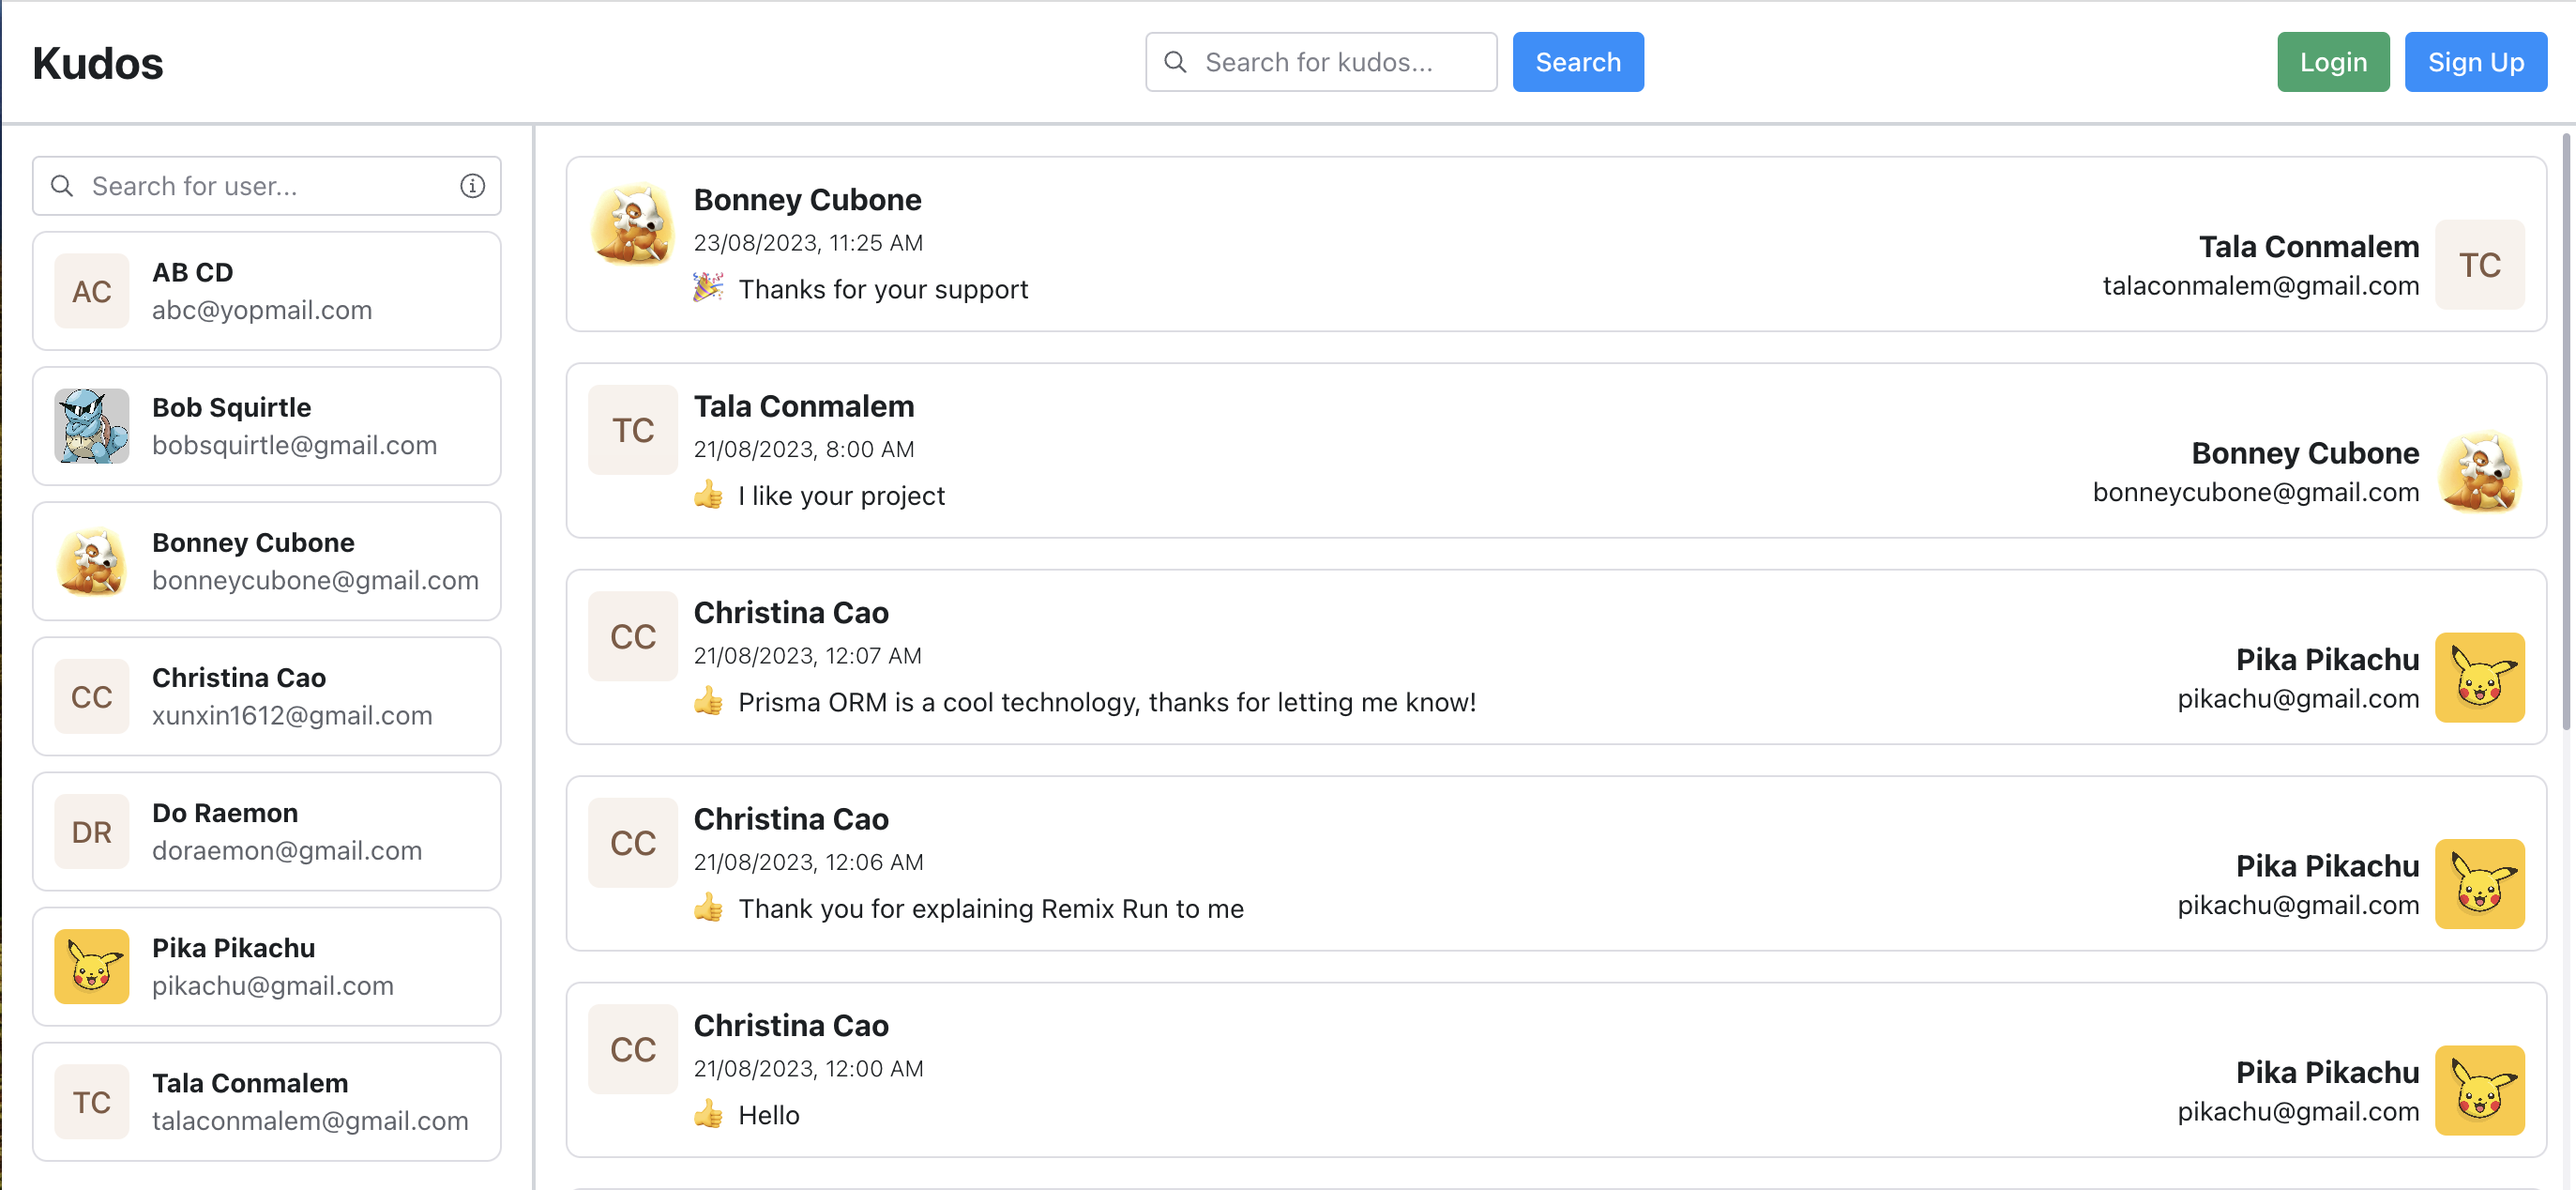 Kudos
Search for kudos...
Search
Login
Sign Up
Search for user...
AC
AB CD
abc@yopmail.com
Bob Squirtle
bobsquirtle@gmail.com
Bonney Cubone
bonneycubone@gmail.com
CC
Christina Cao
xunxin1612@gmail.com
DR
Do Raemon
doraemon@gmail.com
Pika Pikachu
pikachu@gmail.com
TC
Tala Conmalem
talaconmalem@gmail.com
Bonney Cubone
23/08/2023, 11:25 AM
🎉 Thanks for your support
Tala Conmalem
talaconmalem@gmail.com
TC
TC
Tala Conmalem
21/08/2023, 8:00 AM
👍 I like your project
Bonney Cubone
bonneycubone@gmail.com
CC
Christina Cao
21/08/2023, 12:07 AM
👍 Prisma ORM is a cool technology, thanks for letting me know!
Pika Pikachu
pikachu@gmail.com
CC
Christina Cao
21/08/2023, 12:06 AM
👍 Thank you for explaining Remix Run to me
Pika Pikachu
pikachu@gmail.com
CC
Christina Cao
21/08/2023, 12:00 AM
👍 Hello
Pika Pikachu
pikachu@gmail.com